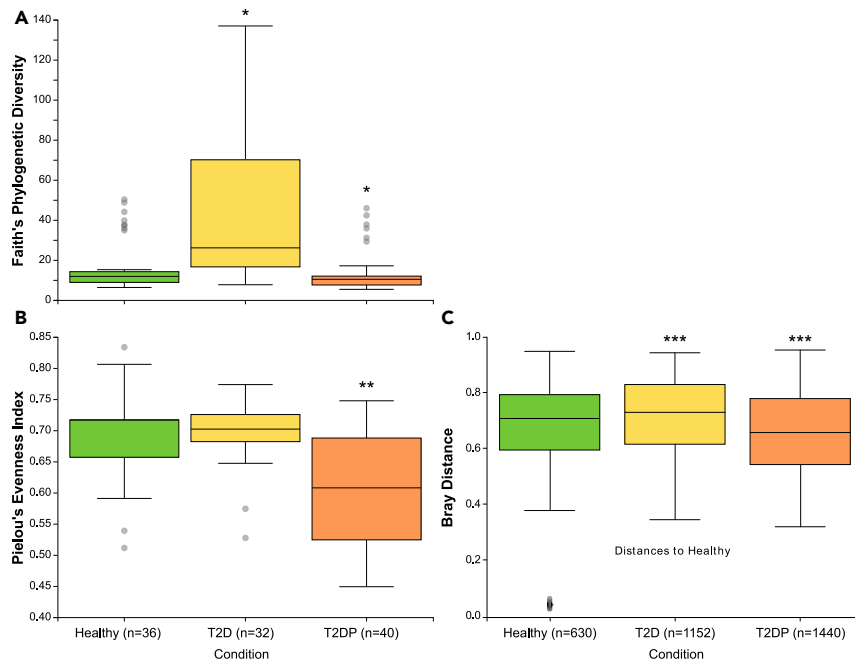 A
140
120
100
80
60
40
20
0
Faith's Phylogenetic Diversity
*
*
B
0.85
0.80
0.75
0.70
0.65
0.60
0.55
0.50
0.45
0.40
Pielou's Evenness Index
**
Healthy (n=36)
T2D (n=32)
T2DP (n=40)
Condition
C
1.0
0.8
0.6
0.4
0.2
0.0
Bray Distance
***
***
Distances to Healthy
Healthy (n=630)
T2D (n=1152)
T2DP (n=1440)
Condition